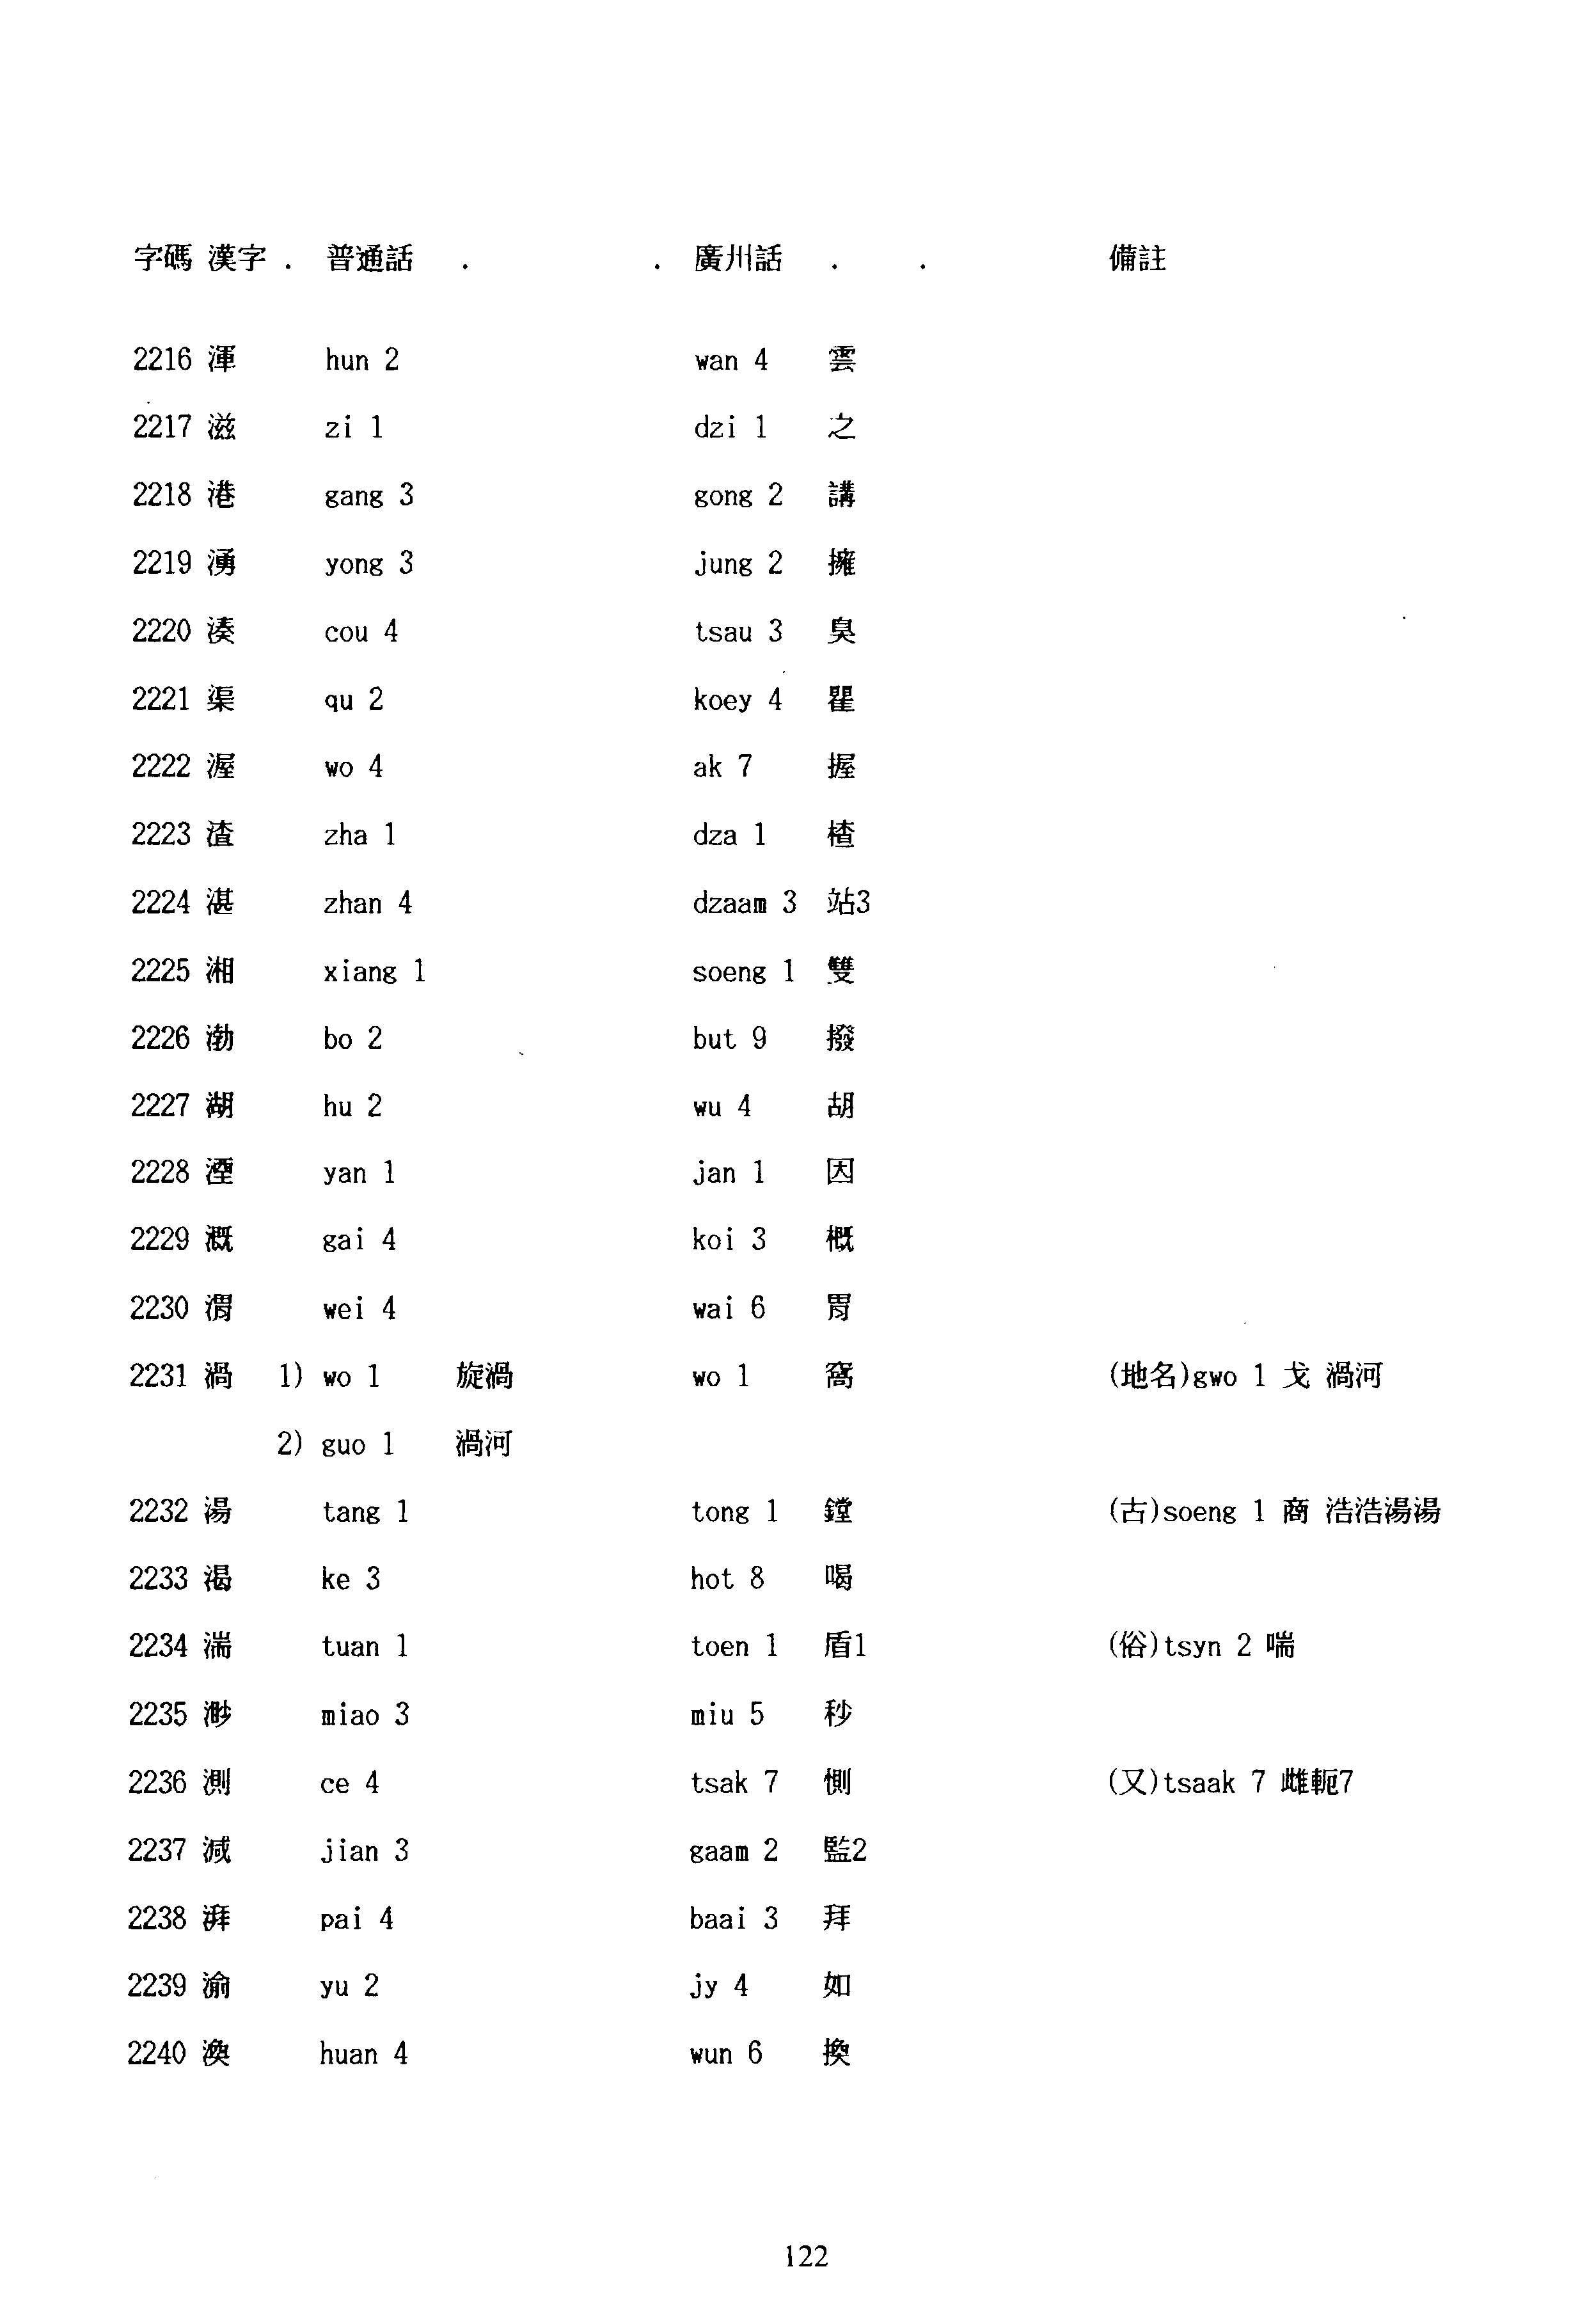 字碼 漢字 . 普通話 . . 廣州話 . . 備註
2216 渾 hun 2 wan 4 雲
2217 滋 zi 1 dzi 1 之
2218 港 gang 3 gong 2 講
2219 湧 yong 3 jung 2 擁
2220 湊 cou 4 tsau 3 臭
2221 渠 qu 2 koey 4 瞿
2222 渥 wo 4 ak 7 握
2223 渣 zha 1 dza 1 楂
2224 湛 zhan 4 dzaam 3 站3
2225 湘 xiang 1 soeng 1 雙
2226 渤 bo 2 but 9 撥
2227 湖 hu 2 wu 4 胡
2228 湮 yan 1 jan 1 因
2229 溉 gai 4 koi 3 概
2230 渭 wei 4 wai 6 胃
2231 渦 1) wo 1 旋渦 wo 1 窩 (地名)gwo 1 戈 渦河
2) guo 1 渦河
2232 湯 tang 1 tong 1 鏜 (古)soeng 1 商 浩浩湯湯
2233 渴 ke 3 hot 8 喝
2234 湍 tuan 1 toen 1 盾1 (俗)tsyn 2 喘
2235 渺 miao 3 miu 5 秒
2236 測 ce 4 tsak 7 惻 (又)tsaak 7 雌軛7
2237 減 jian 3 gaam 2 監2
2238 湃 pai 4 baai 3 拜
2239 渝 yu 2 jy 4 如
2240 渙 huan 4 wun 6 換
122